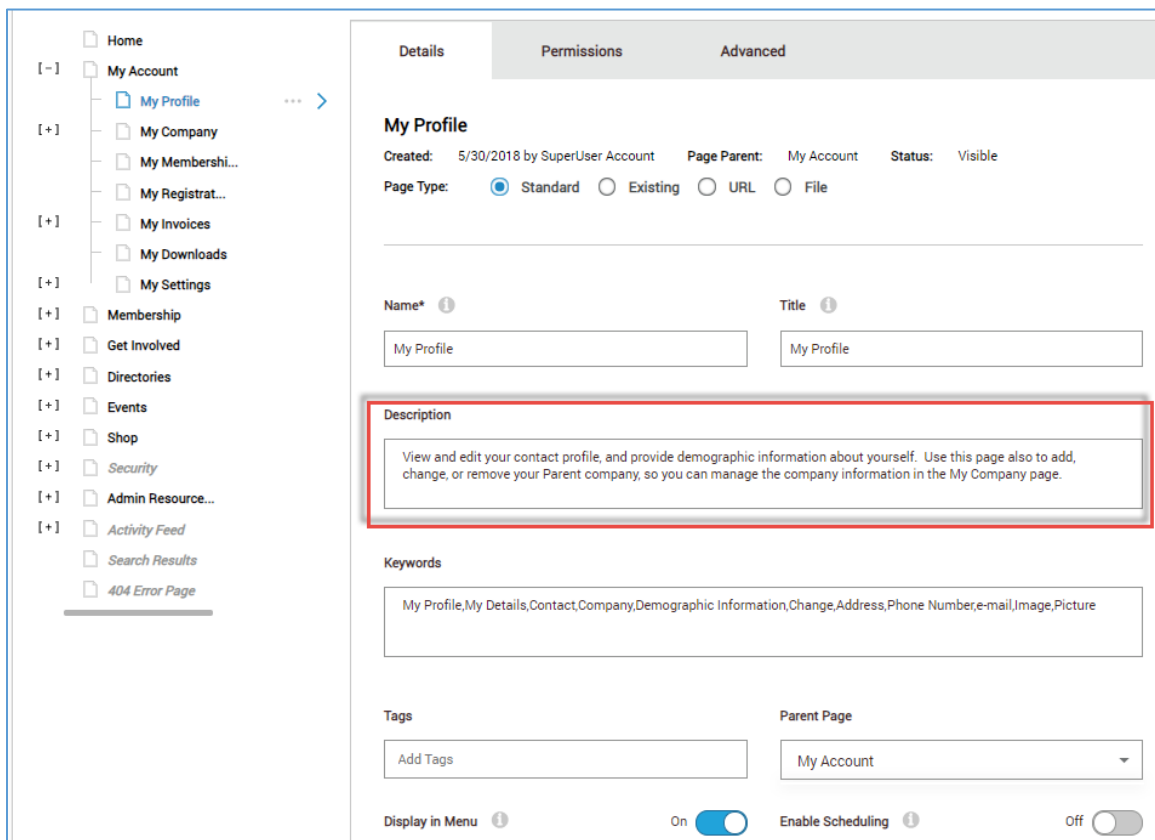 Home
[-] My Account
My Profile ...
[+] My Company
My Membershi...
My Registrat...
[+] My Invoices
My Downloads
[+] My Settings
[+] Membership
[+] Get Involved
[+] Directories
[+] Events
[+] Shop
[+] Security
[+] Admin Resource...
[+] Activity Feed
Search Results
404 Error Page
Details Permissions Advanced
My Profile
Created: 5/30/2018 by SuperUser Account Page Parent: My Account Status: Visible
Page Type: Standard Existing URL File
Name* Title
My Profile My Profile
Description
View and edit your contact profile, and provide demographic information about yourself. Use this page also to add,
change, or remove your Parent company, so you can manage the company information in the My Company page.
Keywords
My Profile,My Details,Contact,Company,Demographic Information,Change,Address,Phone Number,e-mail,Image,Picture
Tags Parent Page
Add Tags My Account
Display in Menu On Enable Scheduling Off